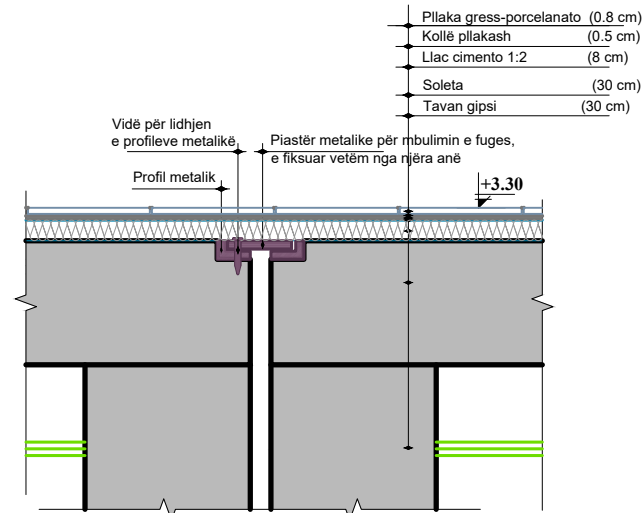 Pllaka gress-porcelanato (0.8 cm)
Kollë pllakash (0.5 cm)
Llac cimento 1:2 (8 cm)
Soleta (30 cm)
Tavan gipsi (30 cm)
Vidë për lidhjen
e profileve metalikë
Piastër metalike për mbulimin e fuges,
e fiksuar vetëm nga njëra anë
Profil metalik
+3.30